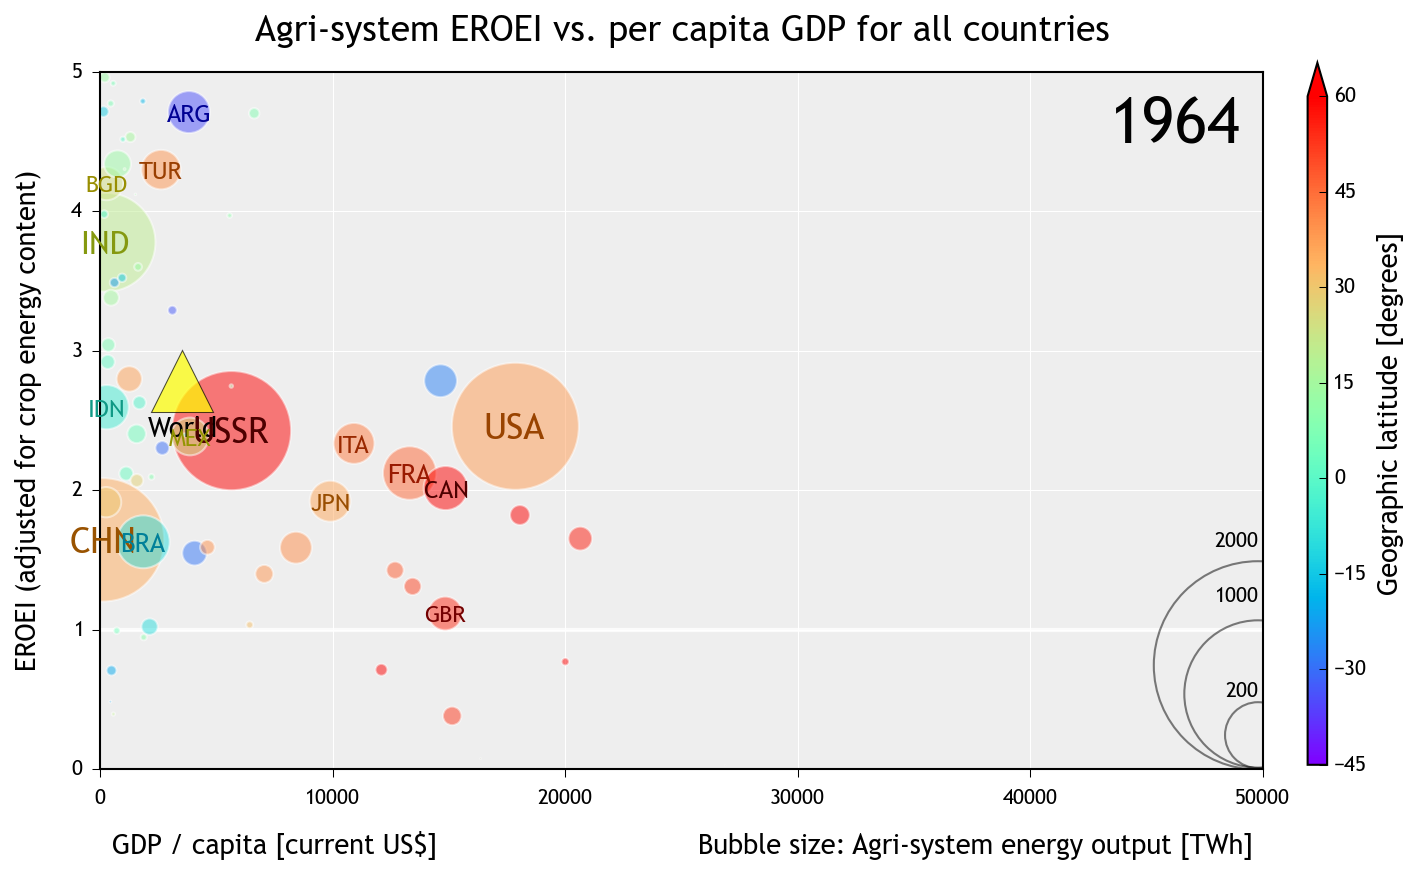 Agri-system EROEI vs. per capita GDP for all countries
1964
EROEI (adjusted for crop energy content)
5
4
3
2
1
0
ARG
TUR
BGD
IND
IDN
World
MEX
USSR
USA
ITA
FRA
CAN
JPN
CHN
BRA
GBR
2000
1000
200
0
10000
20000
30000
40000
50000
GDP / capita [current US$]
Bubble size: Agri-system energy output [TWh]
60
45
30
15
0
−15
−30
−45
Geographic latitude [degrees]